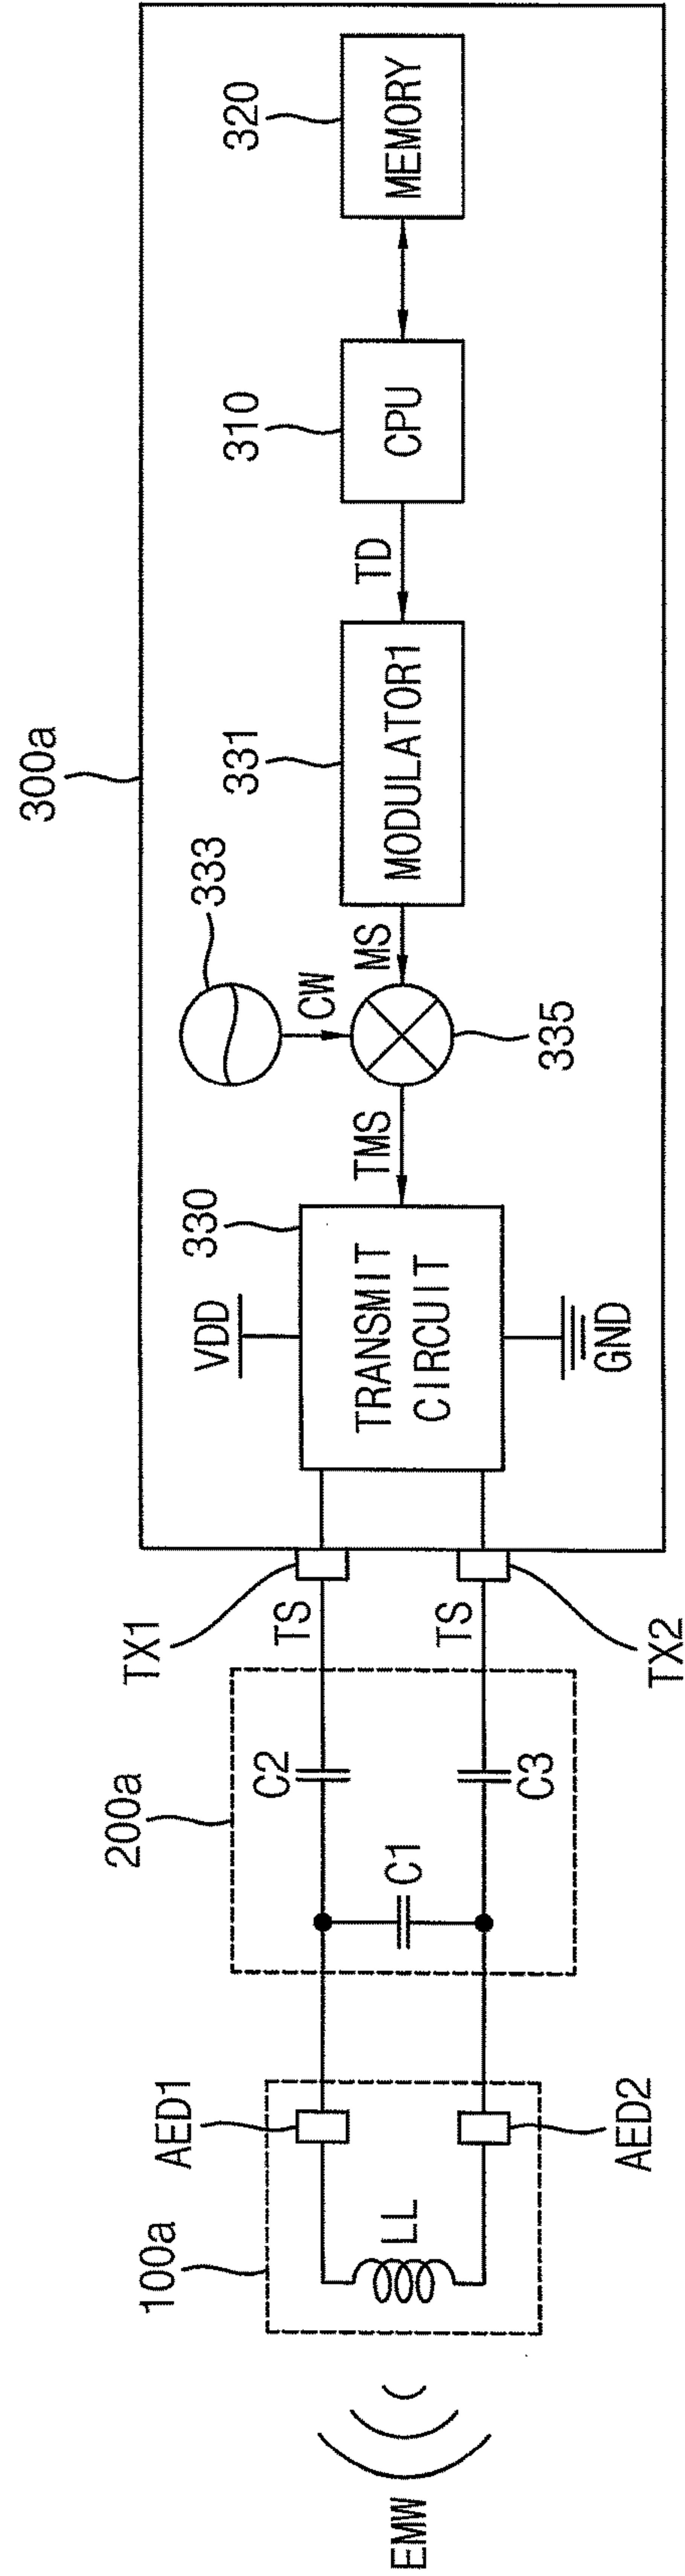 300a
EMW
100a
LL
AED1
AED2
200a
C1
C2
C3
TS
TS
TX1
TX2
VDD
330
TRANSMIT
CIRCUIT
GND
TMS
333
CW
335
MS
331
MODULATOR1
TD
310
CPU
320
MEMORY